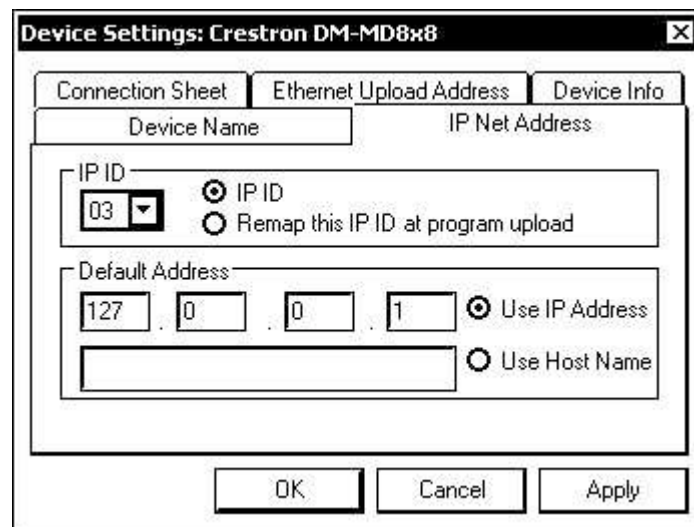 Device Settings: Crestron DM-MD8x8
Connection Sheet Ethernet Upload Address Device Info
Device Name IP Net Address
IP ID
03 IP ID
Remap this IP ID at program upload
Default Address
127 . 0 . 0 . 1 Use IP Address
Use Host Name
OK Cancel Apply